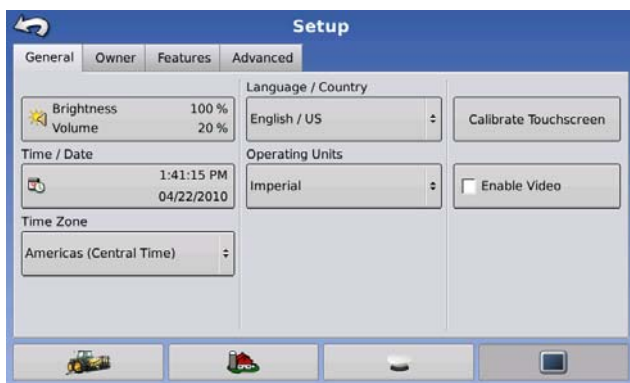 Setup
General Owner Features Advanced
Language / Country
Brightness 100 %
Volume 20 %
English / US
Calibrate Touchscreen
Time / Date
Operating Units
1:41:15 PM
04/22/2010
Imperial
Enable Video
Time Zone
Americas (Central Time)